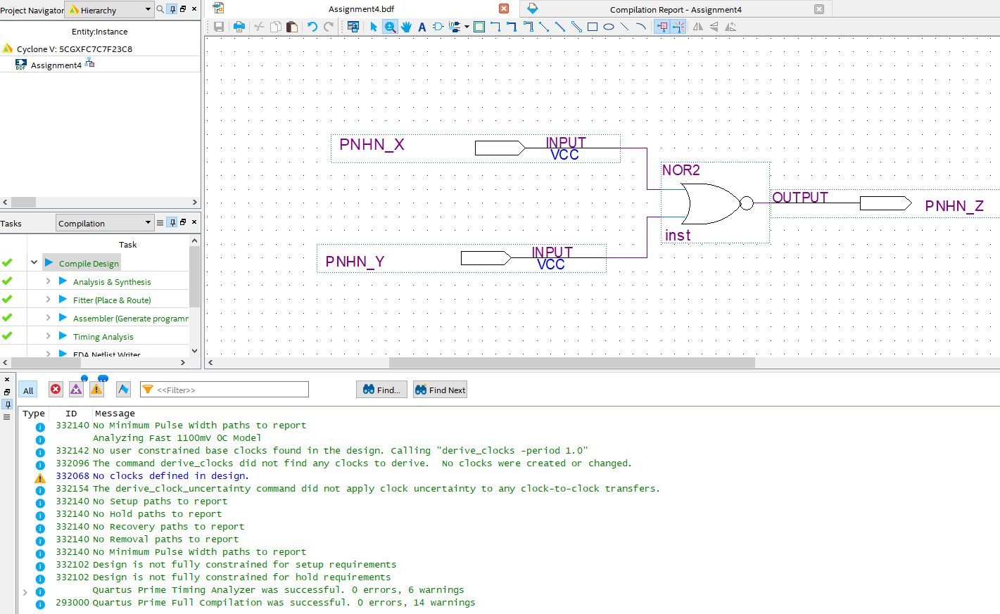 Project Navigator
Hierarchy
Entity:Instance
Cyclone V: 5CGXFC7C7F23C8
BDF
Assignment4
Tasks
Compilation
Task
Compile Design
Analysis & Synthesis
Fitter (Place & Route)
Assembler (Generate programm
Timing Analysis
EDA Netlist Writer
Assignment4.bdf
Compilation Report - Assignment4
A
PNHN_X
INPUT
VCC
NOR2
OUTPUT
PNHN_Z
inst
PNHN_Y
INPUT
VCC
All
<<Filter>>
Find...
Find Next
Type ID Message
332140 No Minimum Pulse Width paths to report
Analyzing Fast 1100mV 0C Model
332142 No user constrained base clocks found in the design. Calling "derive_clocks -period 1.0"
332096 The command derive_clocks did not find any clocks to derive.  No clocks were created or changed.
332068 No clocks defined in design.
332154 The derive_clock_uncertainty command did not apply clock uncertainty to any clock-to-clock transfers.
332140 No Setup paths to report
332140 No Hold paths to report
332140 No Recovery paths to report
332140 No Removal paths to report
332140 No Minimum Pulse Width paths to report
332102 Design is not fully constrained for setup requirements
332102 Design is not fully constrained for hold requirements
Quartus Prime Timing Analyzer was successful. 0 errors, 6 warnings
293000 Quartus Prime Full Compilation was successful. 0 errors, 14 warnings